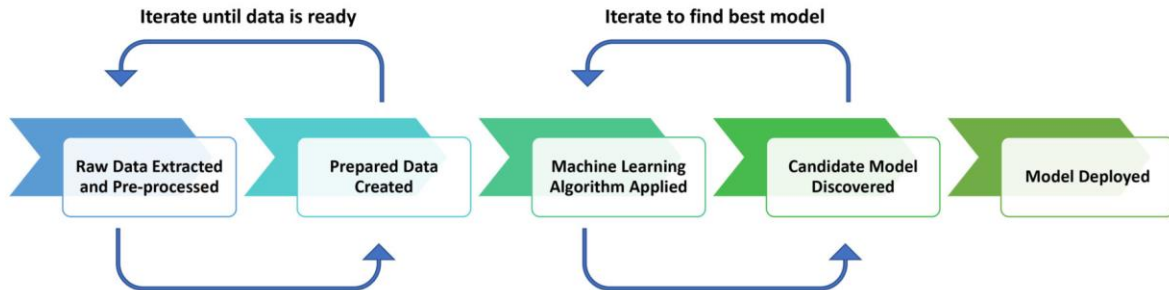 Iterate until data is ready
Iterate to find best model
Raw Data Extracted
and Pre-processed
Prepared Data
Created
Machine Learning
Algorithm Applied
Candidate Model
Discovered
Model Deployed